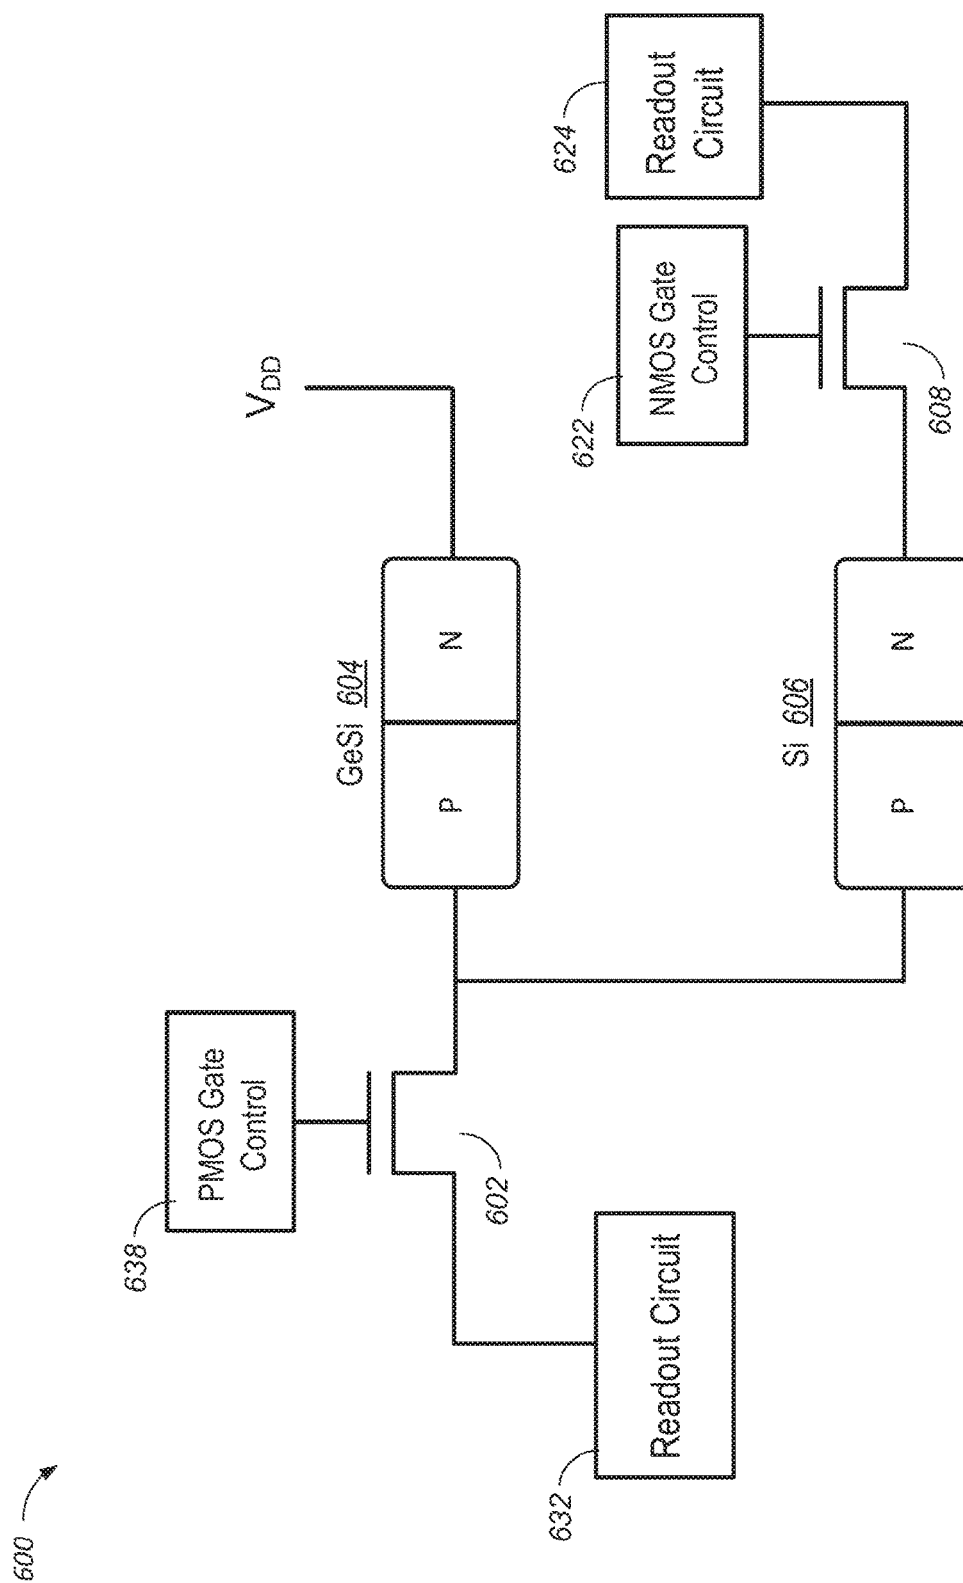 600
638
PMOS Gate
Control
602
632
Readout Circuit
GeSi 604
P
N
VDD
Si 606
P
N
622
NMOS Gate
Control
608
624
Readout
Circuit